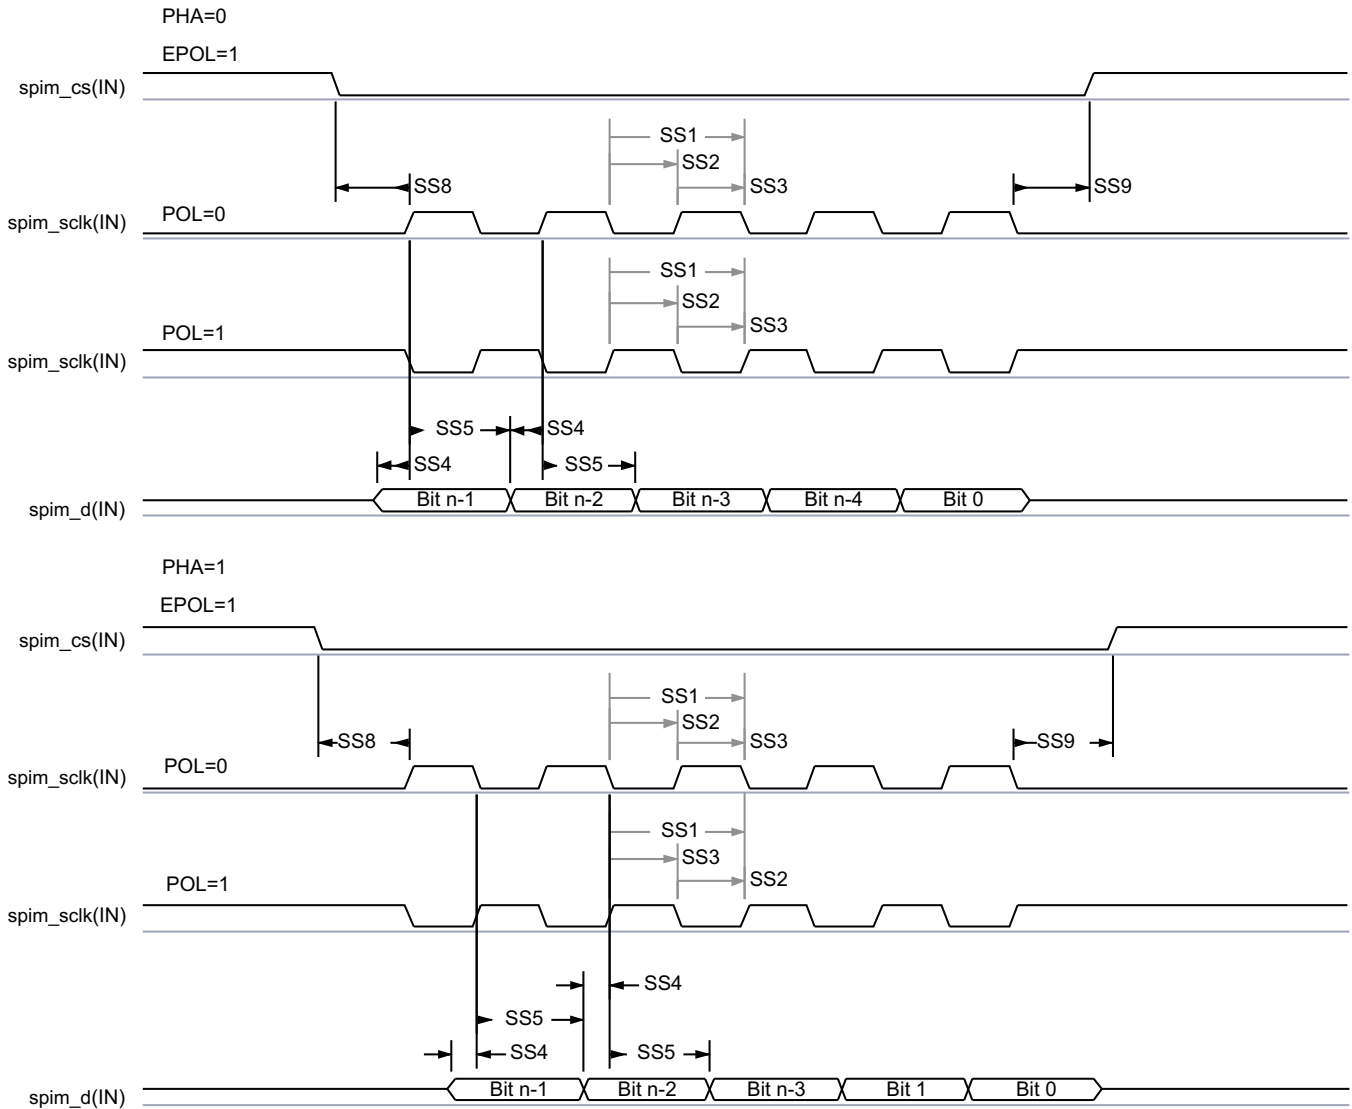 PHA=0
EPOL=1
spim_cs(IN)
SS1
SS2
SS8
SS3
SS9
POL=0
spim_sclk(IN)
SS1
SS2
SS3
POL=1
spim_sclk(IN)
SS5
SS4
SS4
SS5
Bit n-1
Bit n-2
Bit n-3
Bit n-4
Bit 0
spim_d(IN)
PHA=1
EPOL=1
spim_cs(IN)
SS1
SS2
SS8
SS3
SS9
POL=0
spim_sclk(IN)
SS1
SS3
SS2
POL=1
spim_sclk(IN)
SS4
SS5
SS4
SS5
Bit n-1
Bit n-2
Bit n-3
Bit 1
Bit 0
spim_d(IN)